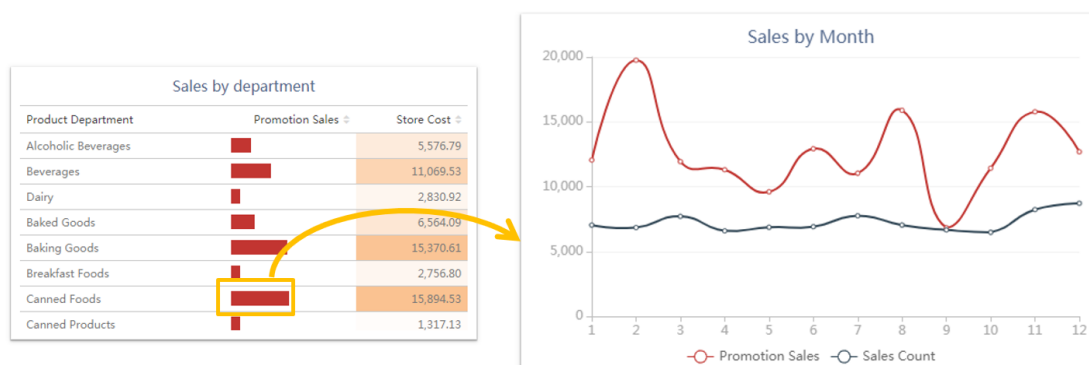 Sales by department
Product Department Promotion Sales Store Cost
Alcoholic Beverages 5,576.79
Beverages 11,069.53
Dairy 2,830.92
Baked Goods 6,564.09
Baking Goods 15,370.61
Breakfast Foods 2,756.80
Canned Foods 15,894.53
Canned Products 1,317.13
Sales by Month
20,000
15,000
10,000
5,000
0
1 2 3 4 5 6 7 8 9 10 11 12
Promotion Sales Sales Count